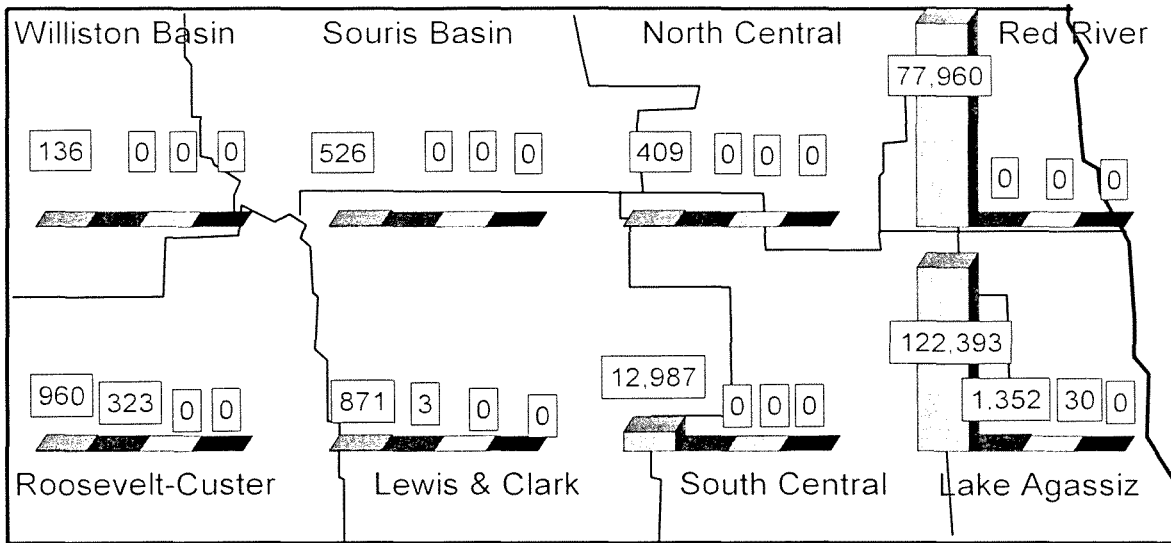 Williston Basin Souris Basin North Central Red River
77,960
136 0 0 0 526 0 0 0 409 0 0 0 0 0 0
122,393
960 323 0 0 871 3 0 0 12,987 0 0 0 1.352 30 0
Roosevelt-Custer Lewis & Clark South Central Lake Agassiz